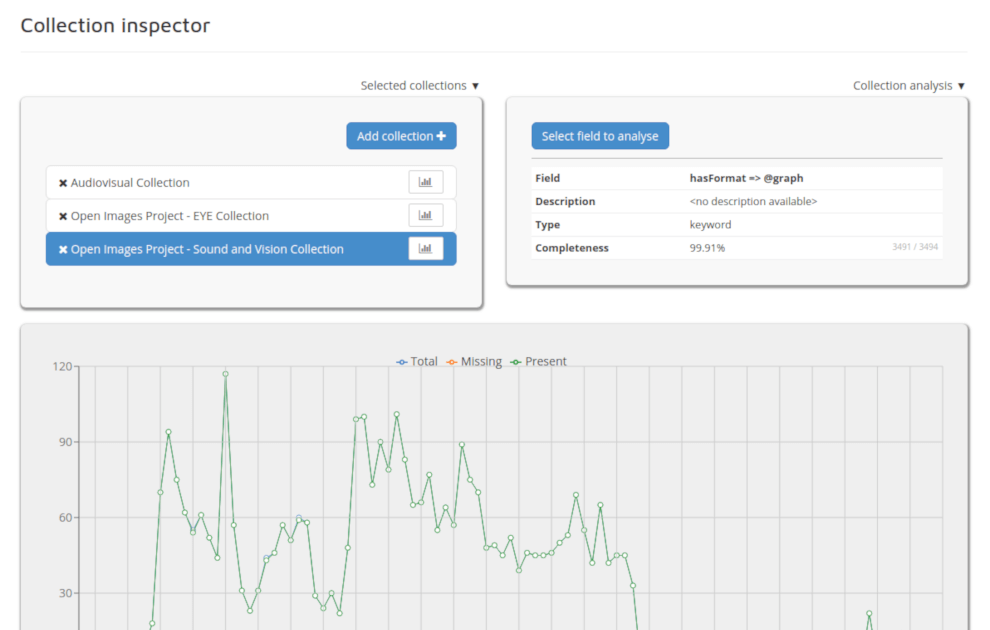 Collection inspector
Selected collections ▼
Collection analysis ▼
Add collection ✚
Select field to analyse
✖ Audiovisual Collection
✖ Open Images Project - EYE Collection
✖ Open Images Project - Sound and Vision Collection
Field hasFormat => @graph
Description <no description available>
Type keyword
Completeness 99.91% 3491 / 3494
Total Missing Present
120
90
60
30